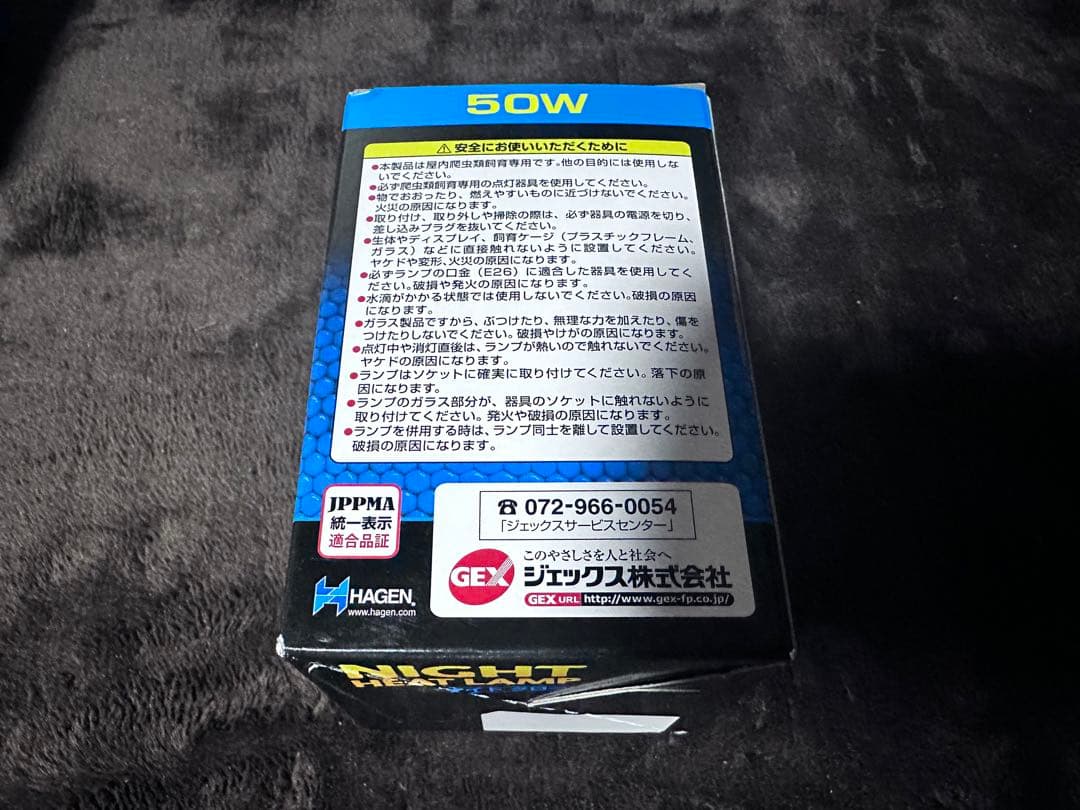 50W
⚠安全にお使いいただくために
●本製品は屋内爬虫類飼育専用です。他の目的には使用しな
いでください。
●必ず爬虫類飼育専用の点灯器具を使用してください。
●物でおおったり、燃えやすいものに近づけないでください。
火災の原因になります。
●取り付け、取り外しや掃除の際は、必ず器具の電源を切り、
差し込みプラグを抜いてください。
●生体やディスプレイ、飼育ケージ（プラスチックフレーム、
ガラス）などに直接触れないように設置してください。
ヤケドや変形、火災の原因になります。
●必ずランプの口金（E26）に適合した器具を使用してく
ださい。破損や発火の原因になります。
●水滴がかかる状態では使用しないでください。破損の原因
になります。
●ガラス製品ですから、ぶつけたり、無理な力を加えたり、傷を
つけたりしないでください。破損やけがの原因になります。
●点灯中や消灯直後は、ランプが熱いので触れないでください。
ヤケドの原因になります。
●ランプはソケットに確実に取り付けてください。落下の原
因になります。
●ランプのガラス部分が、器具のソケットに触れないように
取り付けてください。発火や破損の原因になります。
●ランプを併用する時は、ランプ同士を離して設置してください。
破損の原因になります。
JPPMA
統一表示
適合品証
☎ 072-966-0054
「ジェックスサービスセンター」
このやさしさを人と社会へ
GEX ジェックス株式会社
GEX URL http://www.gex-fp.co.jp/
HAGEN®
www.hagen.com
NIGHT
HEAT LAMP